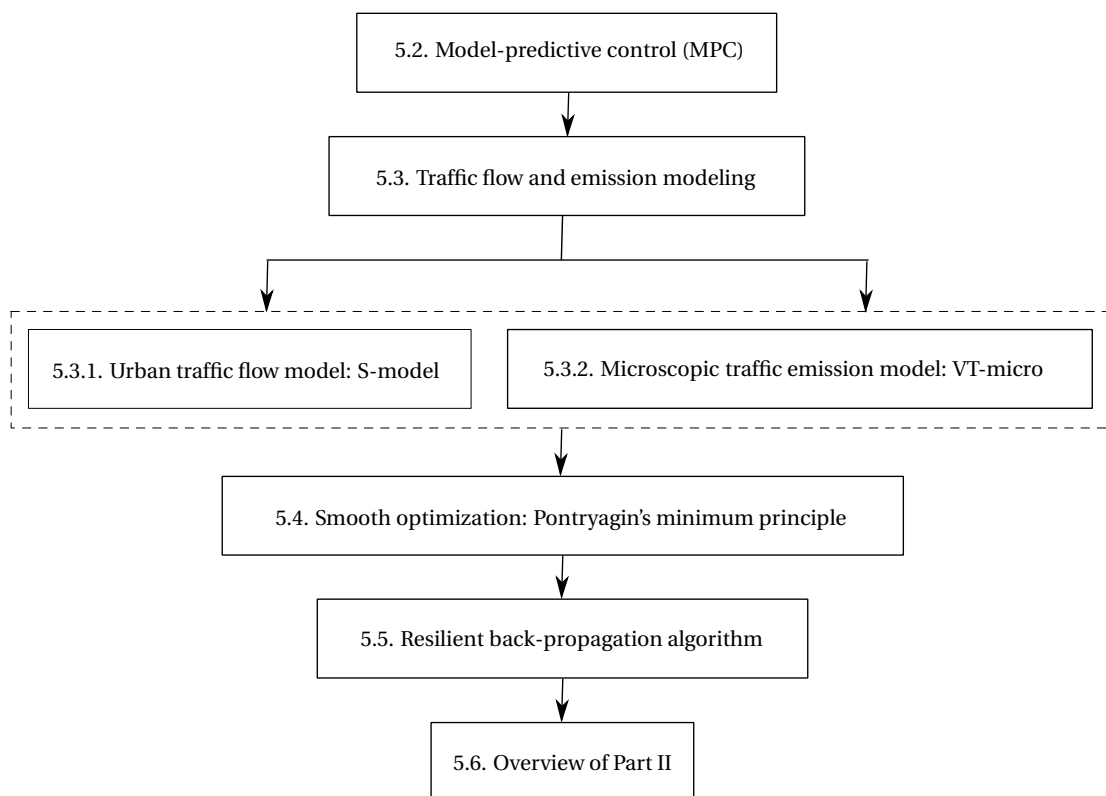 5.2. Model-predictive control (MPC)
5.3. Traffic flow and emission modeling
5.3.1. Urban traffic flow model: S-model
5.3.2. Microscopic traffic emission model: VT-micro
5.4. Smooth optimization: Pontryagin's minimum principle
5.5. Resilient back-propagation algorithm
5.6. Overview of Part II